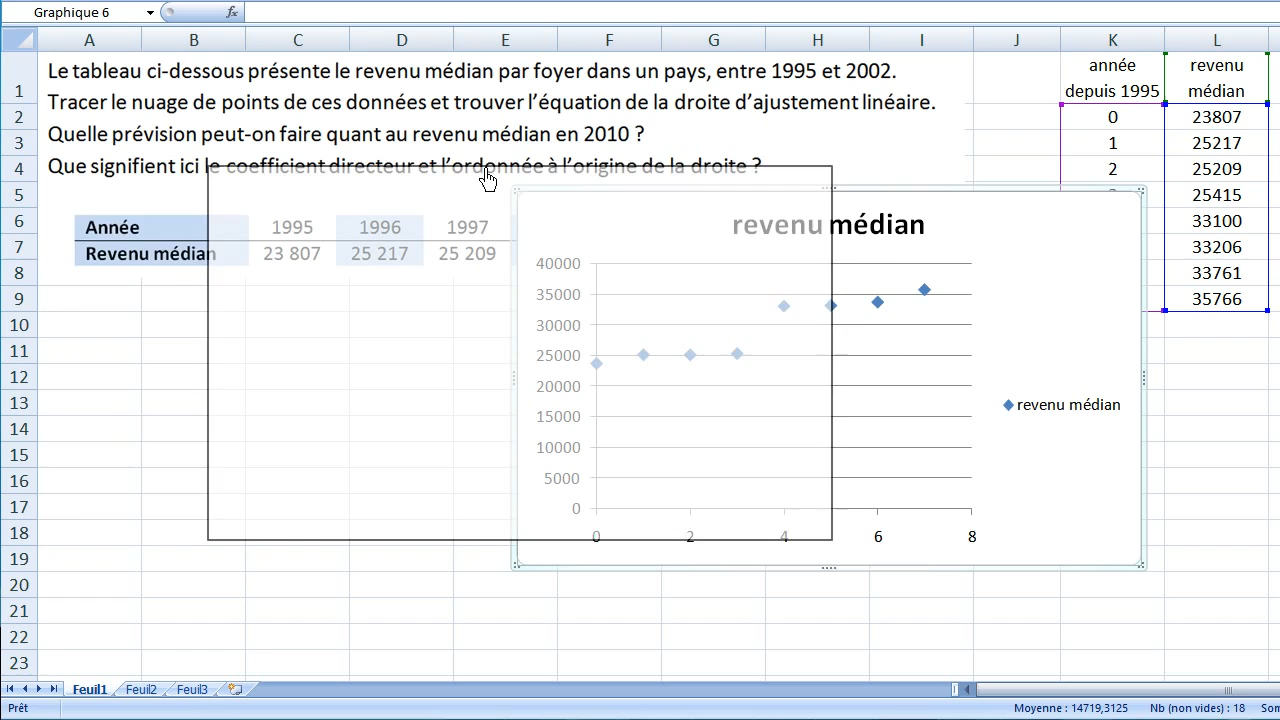 Graphique 6
fx
A B C D E F G H I J K L
Le tableau ci-dessous présente le revenu médian par foyer dans un pays, entre 1995 et 2002.
Tracer le nuage de points de ces données et trouver l’équation de la droite d’ajustement linéaire.
Quelle prévision peut-on faire quant au revenu médian en 2010 ?
Que signifient ici le coefficient directeur et l’ordonnée à l’origine de la droite ?
Année 1995 1996 1997
Revenu médian 23 807 25 217 25 209
année
depuis 1995
revenu
médian
0 23807
1 25217
2 25209
25415
33100
33206
33761
35766
revenu médian
40000
35000
30000
25000
20000
15000
10000
5000
0
0 2 4 6 8
revenu médian
1
2
3
4
5
6
7
8
9
10
11
12
13
14
15
16
17
18
19
20
21
22
23
Feuil1 Feuil2 Feuil3
Prêt
Moyenne : 14719,3125 Nb (non vides) : 18